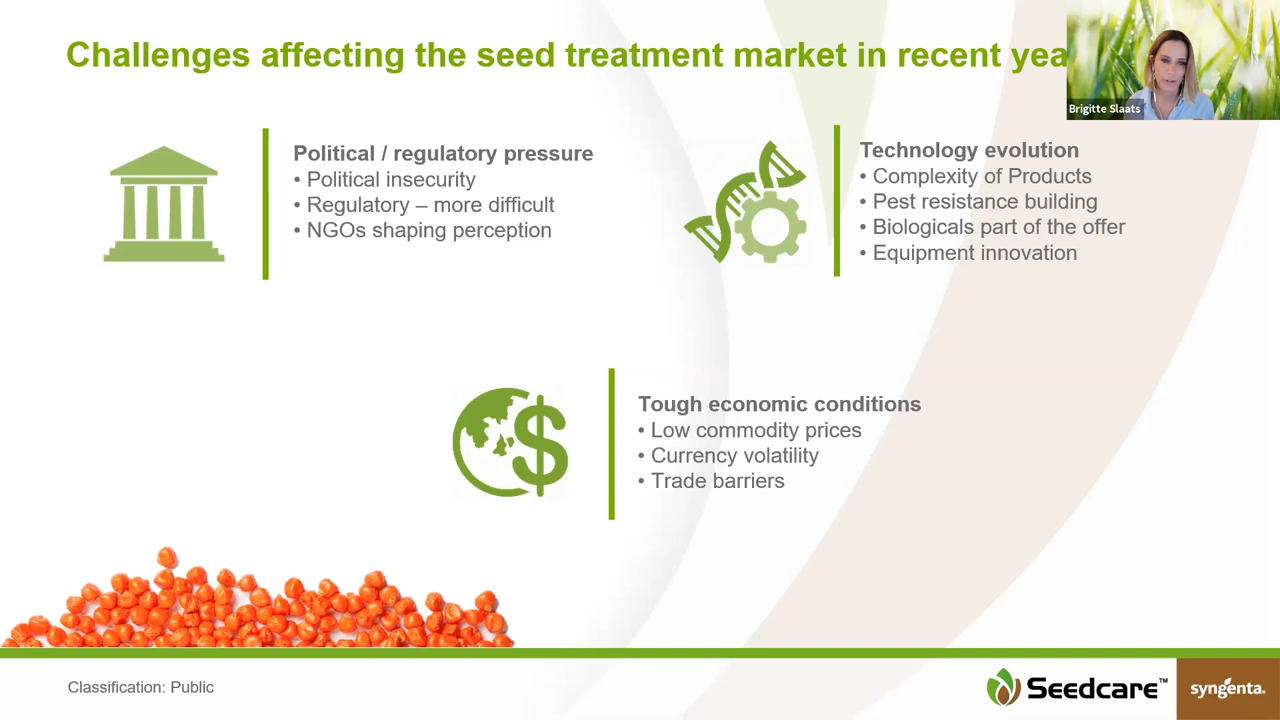 Challenges affecting the seed treatment market in recent yea
Brigitte Slaats
Political / regulatory pressure
• Political insecurity
• Regulatory – more difficult
• NGOs shaping perception
Technology evolution
• Complexity of Products
• Pest resistance building
• Biologicals part of the offer
• Equipment innovation
Tough economic conditions
• Low commodity prices
• Currency volatility
• Trade barriers
Classification: Public
Seedcare™
syngenta.